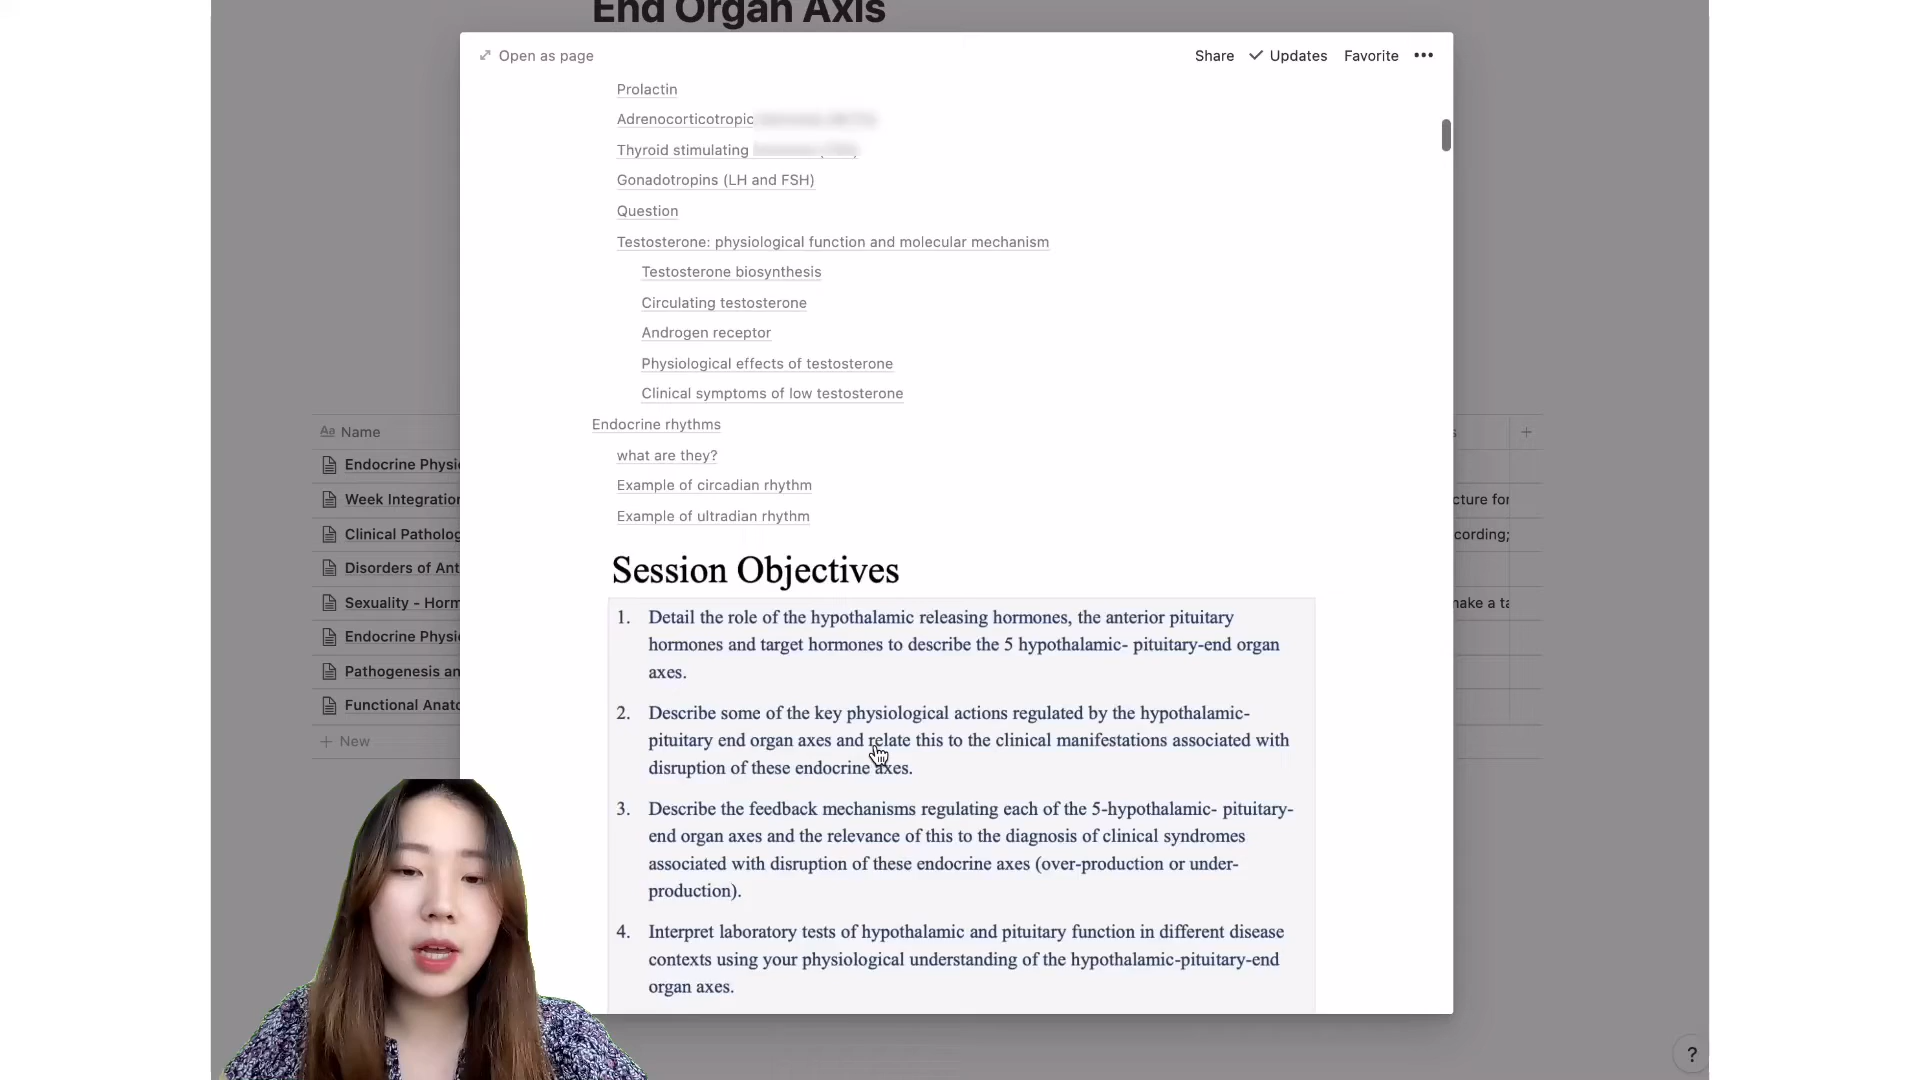 End Organ Axis
Open as page
Share
Updates
Favorite
Prolactin
Adrenocorticotropic
Thyroid stimulating
Gonadotropins (LH and FSH)
Question
Testosterone: physiological function and molecular mechanism
Testosterone biosynthesis
Circulating testosterone
Androgen receptor
Physiological effects of testosterone
Clinical symptoms of low testosterone
Endocrine rhythms
what are they?
Example of circadian rhythm
Example of ultradian rhythm
Session Objectives
1. Detail the role of the hypothalamic releasing hormones, the anterior pituitary
hormones and target hormones to describe the 5 hypothalamic- pituitary-end organ
axes.
2. Describe some of the key physiological actions regulated by the hypothalamic-
pituitary end organ axes and relate this to the clinical manifestations associated with
disruption of these endocrine axes.
3. Describe the feedback mechanisms regulating each of the 5-hypothalamic- pituitary-
end organ axes and the relevance of this to the diagnosis of clinical syndromes
associated with disruption of these endocrine axes (over-production or under-
production).
4. Interpret laboratory tests of hypothalamic and pituitary function in different disease
contexts using your physiological understanding of the hypothalamic-pituitary-end
organ axes.
Aa Name
Endocrine Physi
Week Integration
Clinical Patholog
Disorders of Ant
Sexuality - Horm
Endocrine Physi
Pathogenesis an
Functional Anato
+ New
s
+
cture for
cording;
nake a ta
?